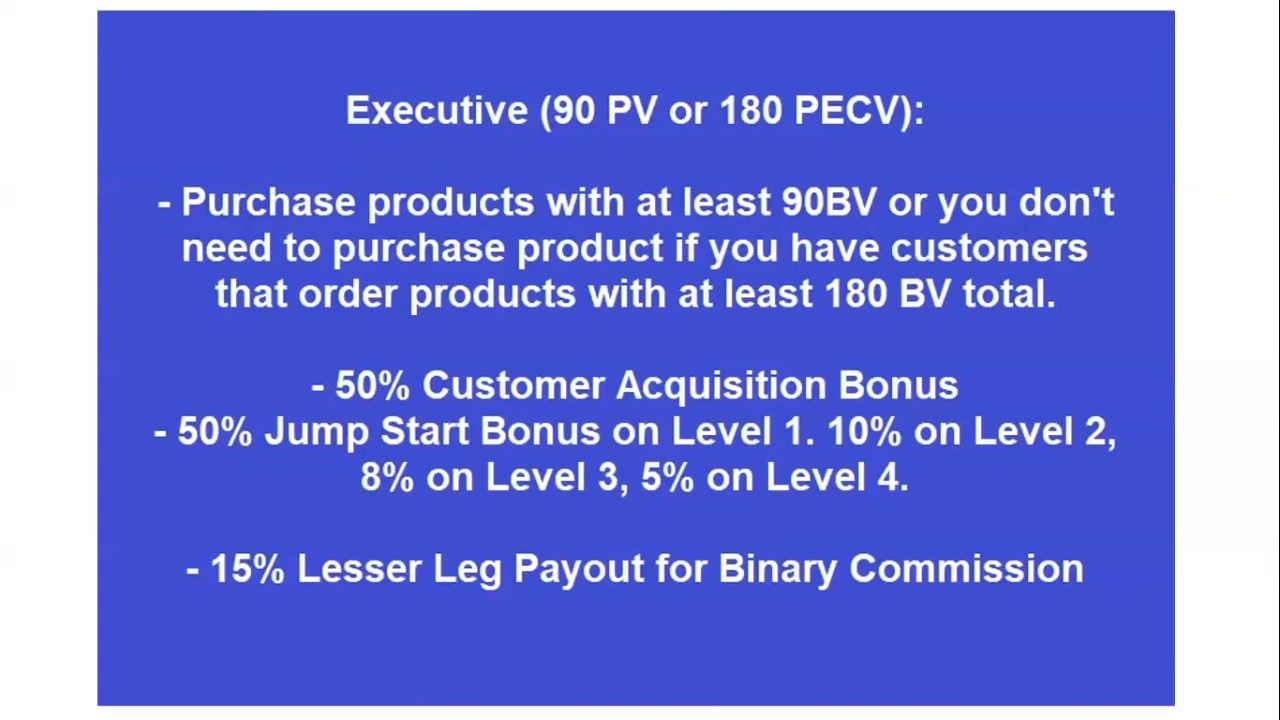 Executive (90 PV or 180 PECV):
- Purchase products with at least 90BV or you don't
need to purchase product if you have customers
that order products with at least 180 BV total.
- 50% Customer Acquisition Bonus
- 50% Jump Start Bonus on Level 1. 10% on Level 2,
8% on Level 3, 5% on Level 4.
- 15% Lesser Leg Payout for Binary Commission